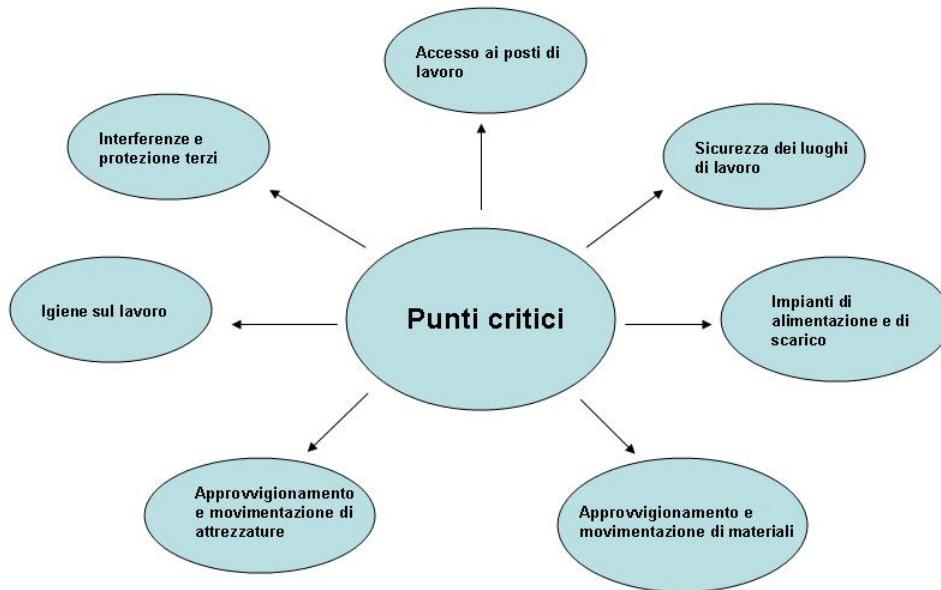 Accesso ai posti di
lavoro
Interferenze e
protezione terzi
Sicurezza dei luoghi
di lavoro
Igiene sul lavoro
Punti critici
Impianti di
alimentazione e di
scarico
Approvvigionamento
e movimentazione di
attrezzature
Approvvigionamento e
movimentazione di materiali